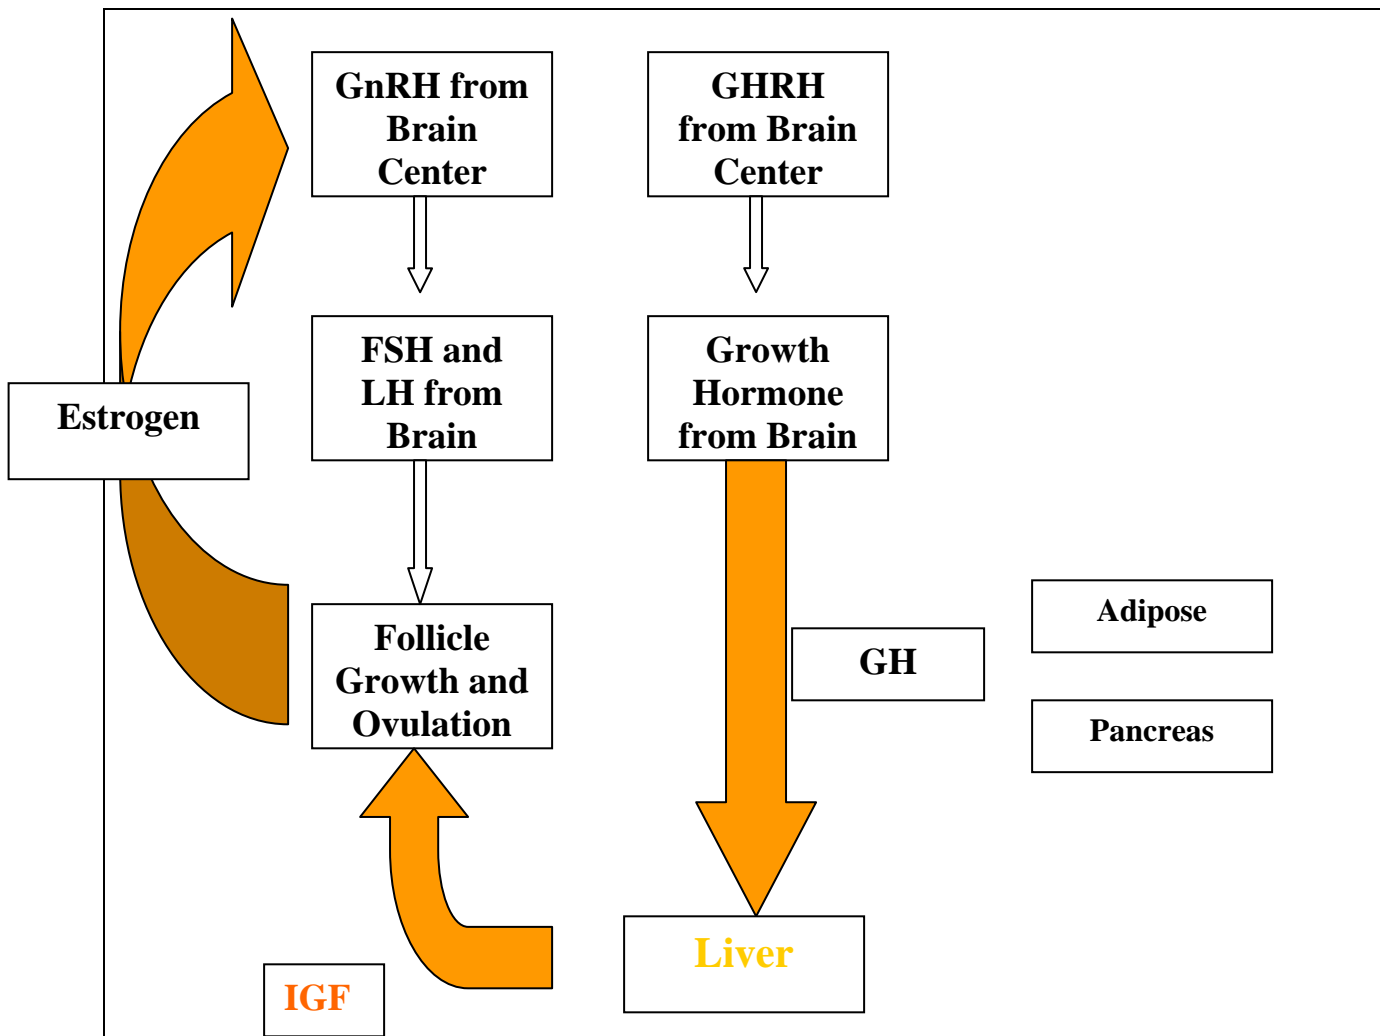 GnRH from
Brain
Center
GHRH
from Brain
Center
FSH and
LH from
Brain
Growth
Hormone
from Brain
Estrogen
Follicle
Growth and
Ovulation
GH
Adipose
Pancreas
Liver
IGF